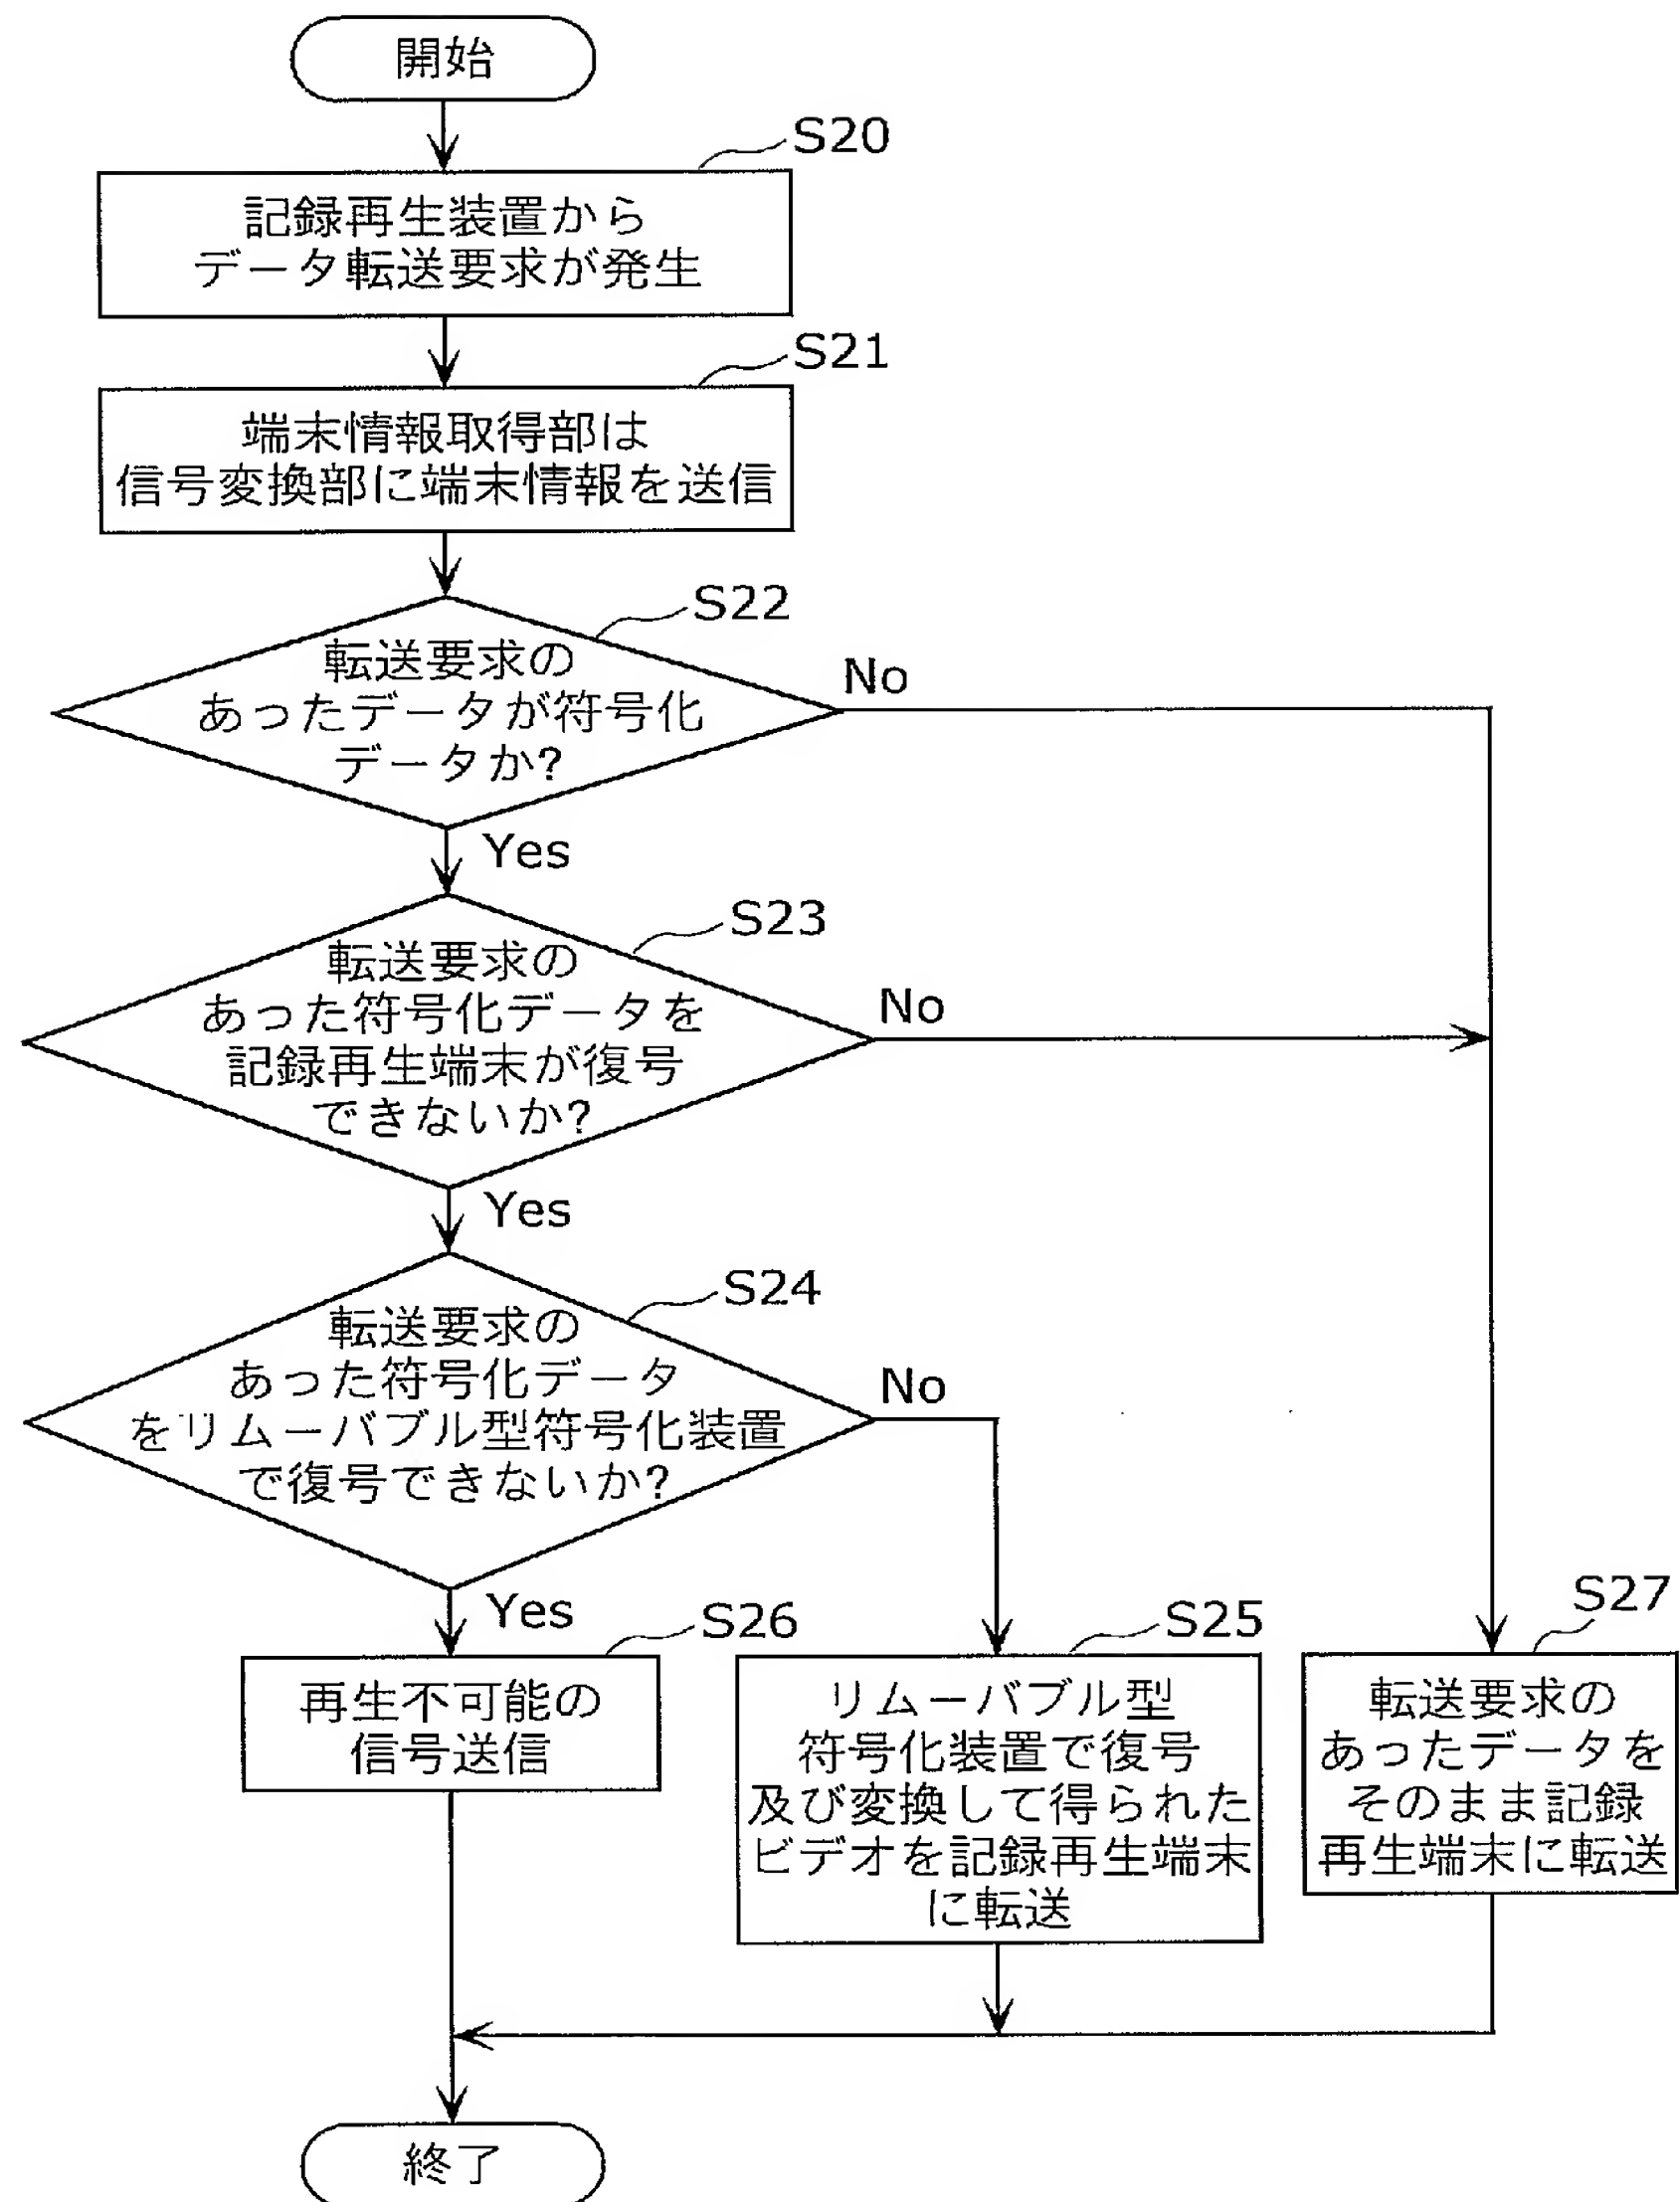 開始
S20
記録再生装置から
データ転送要求が発生
S21
端末情報取得部は
信号変換部に端末情報を送信
S22
転送要求の
あったデータが符号化
データか?
No
Yes
S23
転送要求の
あった符号化データを
記録再生端末が復号
できないか?
No
Yes
S24
転送要求の
あった符号化データ
をリムーバブル型符号化装置
で復号できないか?
No
Yes
S26
再生不可能の
信号送信
S25
リムーバブル型
符号化装置で復号
及び変換して得られた
ビデオを記録再生端末
に転送
S27
転送要求の
あったデータを
そのまま記録
再生端末に転送
終了